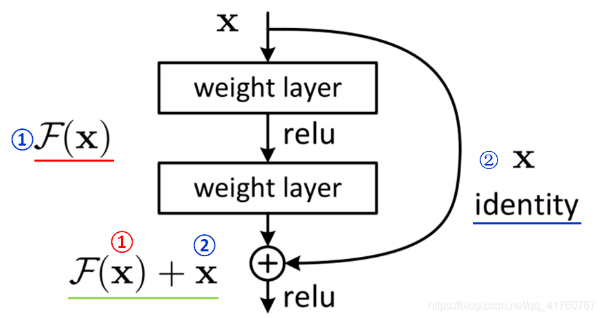 x
weight layer
①F(x)
relu
② x
weight layer
identity
① ②
F(x) + x
+
relu
https://blog.csdn.net/qq_41760767